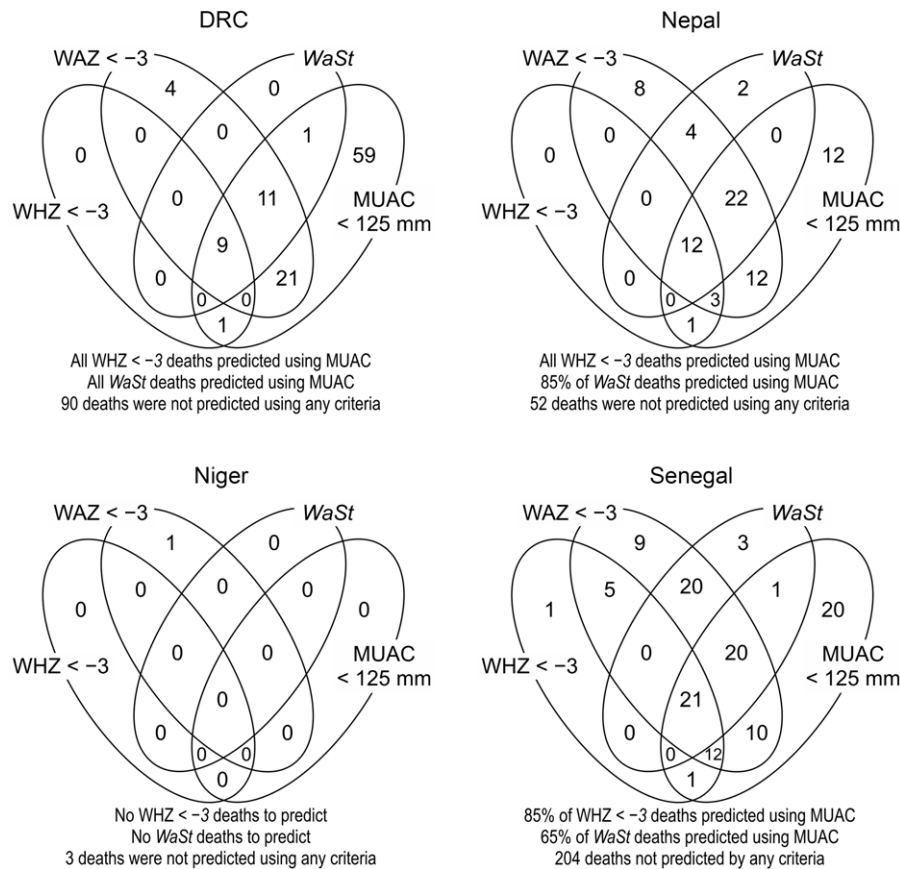 DRC
WAZ < −3
WaSt
4
0
0
0
1
59
0
0
11
WHZ < −3
MUAC
< 125 mm
9
0
21
0
0
1
All WHZ < −3 deaths predicted using MUAC
All WaSt deaths predicted using MUAC
90 deaths were not predicted using any criteria
Nepal
WAZ < −3
WaSt
8
2
0
4
0
12
0
0
22
WHZ < −3
MUAC
< 125 mm
12
0
12
0
3
1
All WHZ < −3 deaths predicted using MUAC
85% of WaSt deaths predicted using MUAC
52 deaths were not predicted using any criteria
Niger
WAZ < −3
WaSt
1
0
0
0
0
0
0
0
0
WHZ < −3
MUAC
< 125 mm
0
0
0
0
0
0
No WHZ < −3 deaths to predict
No WaSt deaths to predict
3 deaths were not predicted using any criteria
Senegal
WAZ < −3
WaSt
9
3
5
20
1
1
20
0
20
WHZ < −3
MUAC
< 125 mm
21
0
10
0
12
1
85% of WHZ < −3 deaths predicted using MUAC
65% of WaSt deaths predicted using MUAC
204 deaths not predicted by any criteria